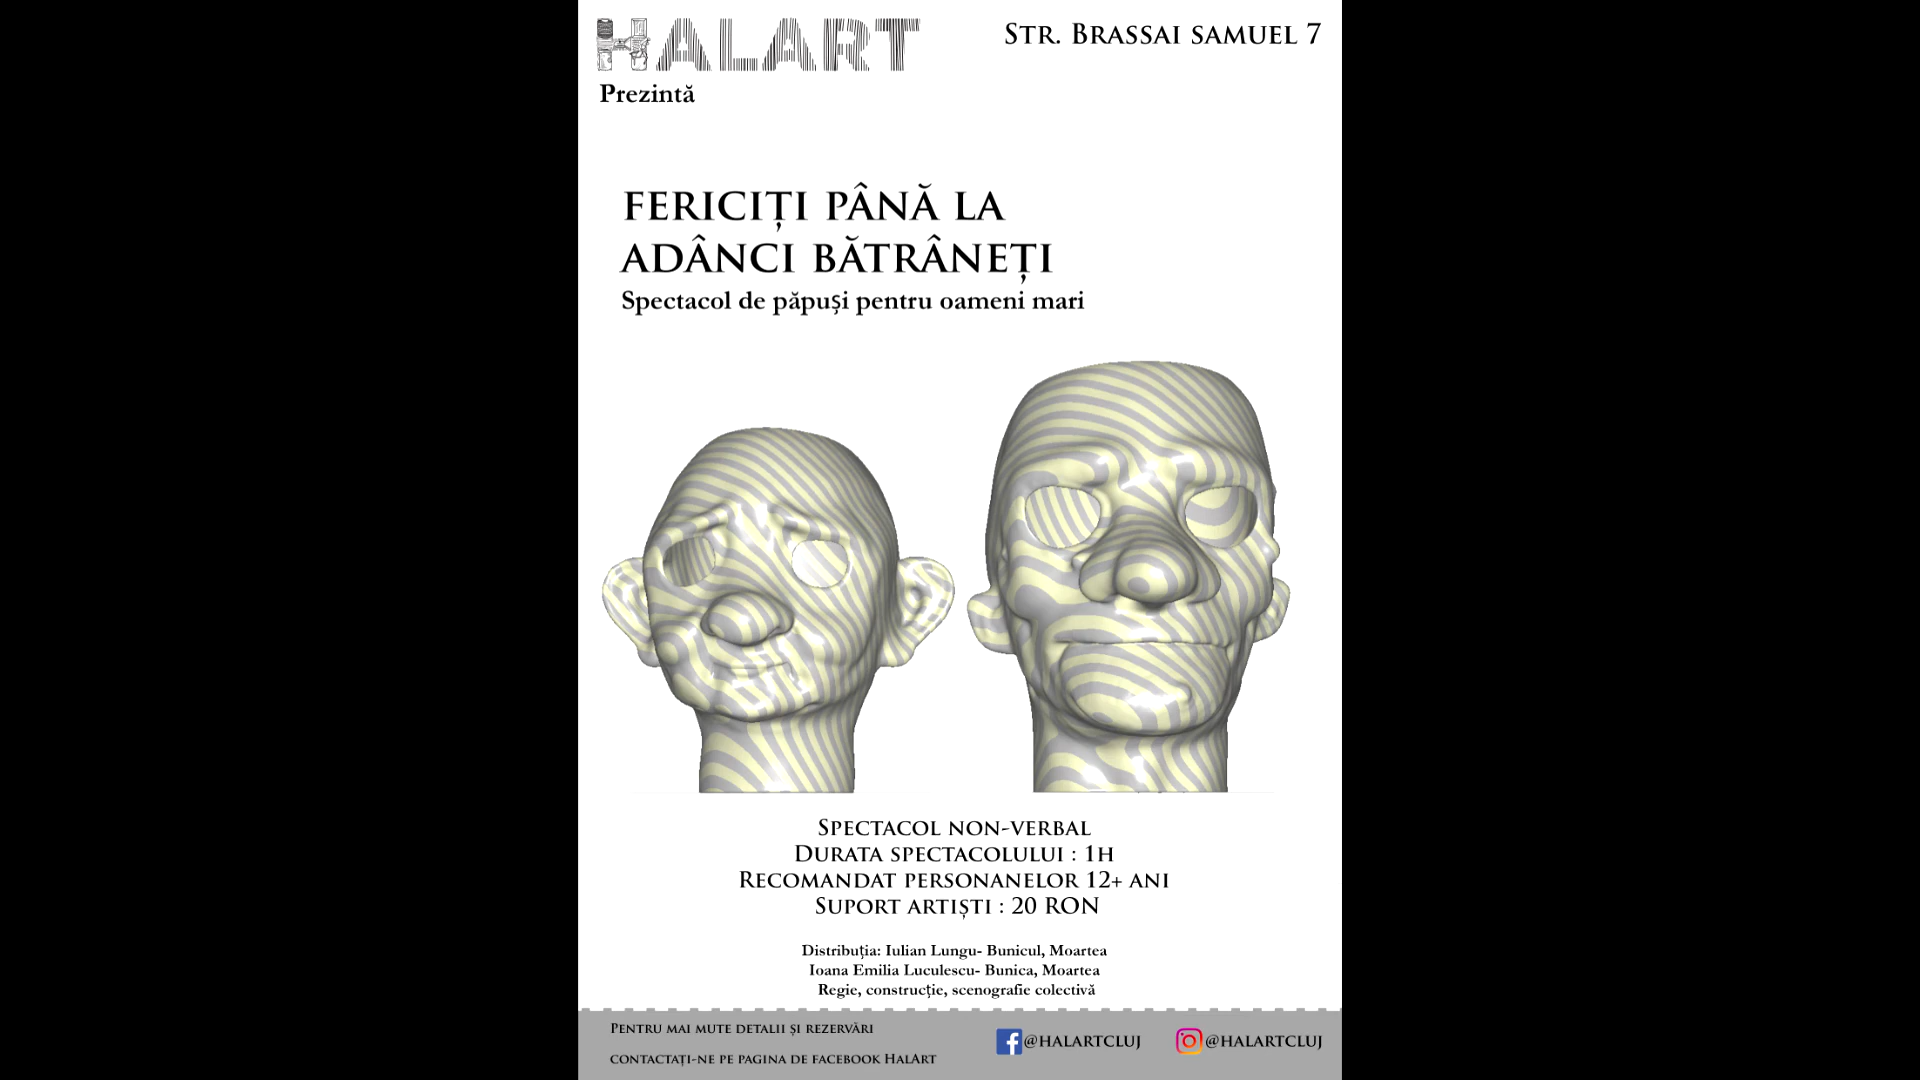 HALART
STR. BRASSAI SAMUEL 7
Prezintă
FERICIȚI PÂNĂ LA
ADÂNCI BĂTRÂNEȚI
Spectacol de păpuși pentru oameni mari
SPECTACOL NON-VERBAL
DURATA SPECTACOLULUI : 1H
RECOMANDAT PERSONANELOR 12+ ANI
SUPORT ARTIȘTI : 20 RON
Distribuția: Iulian Lungu- Bunicul, Moartea
Ioana Emilia Luculescu- Bunica, Moartea
Regie, construcție, scenografie colectivă
PENTRU MAI MUTE DETALII ȘI REZERVĂRI
CONTACTAȚI-NE PE PAGINA DE FACEBOOK HALART
@HALARTCLUJ
@HALARTCLUJ